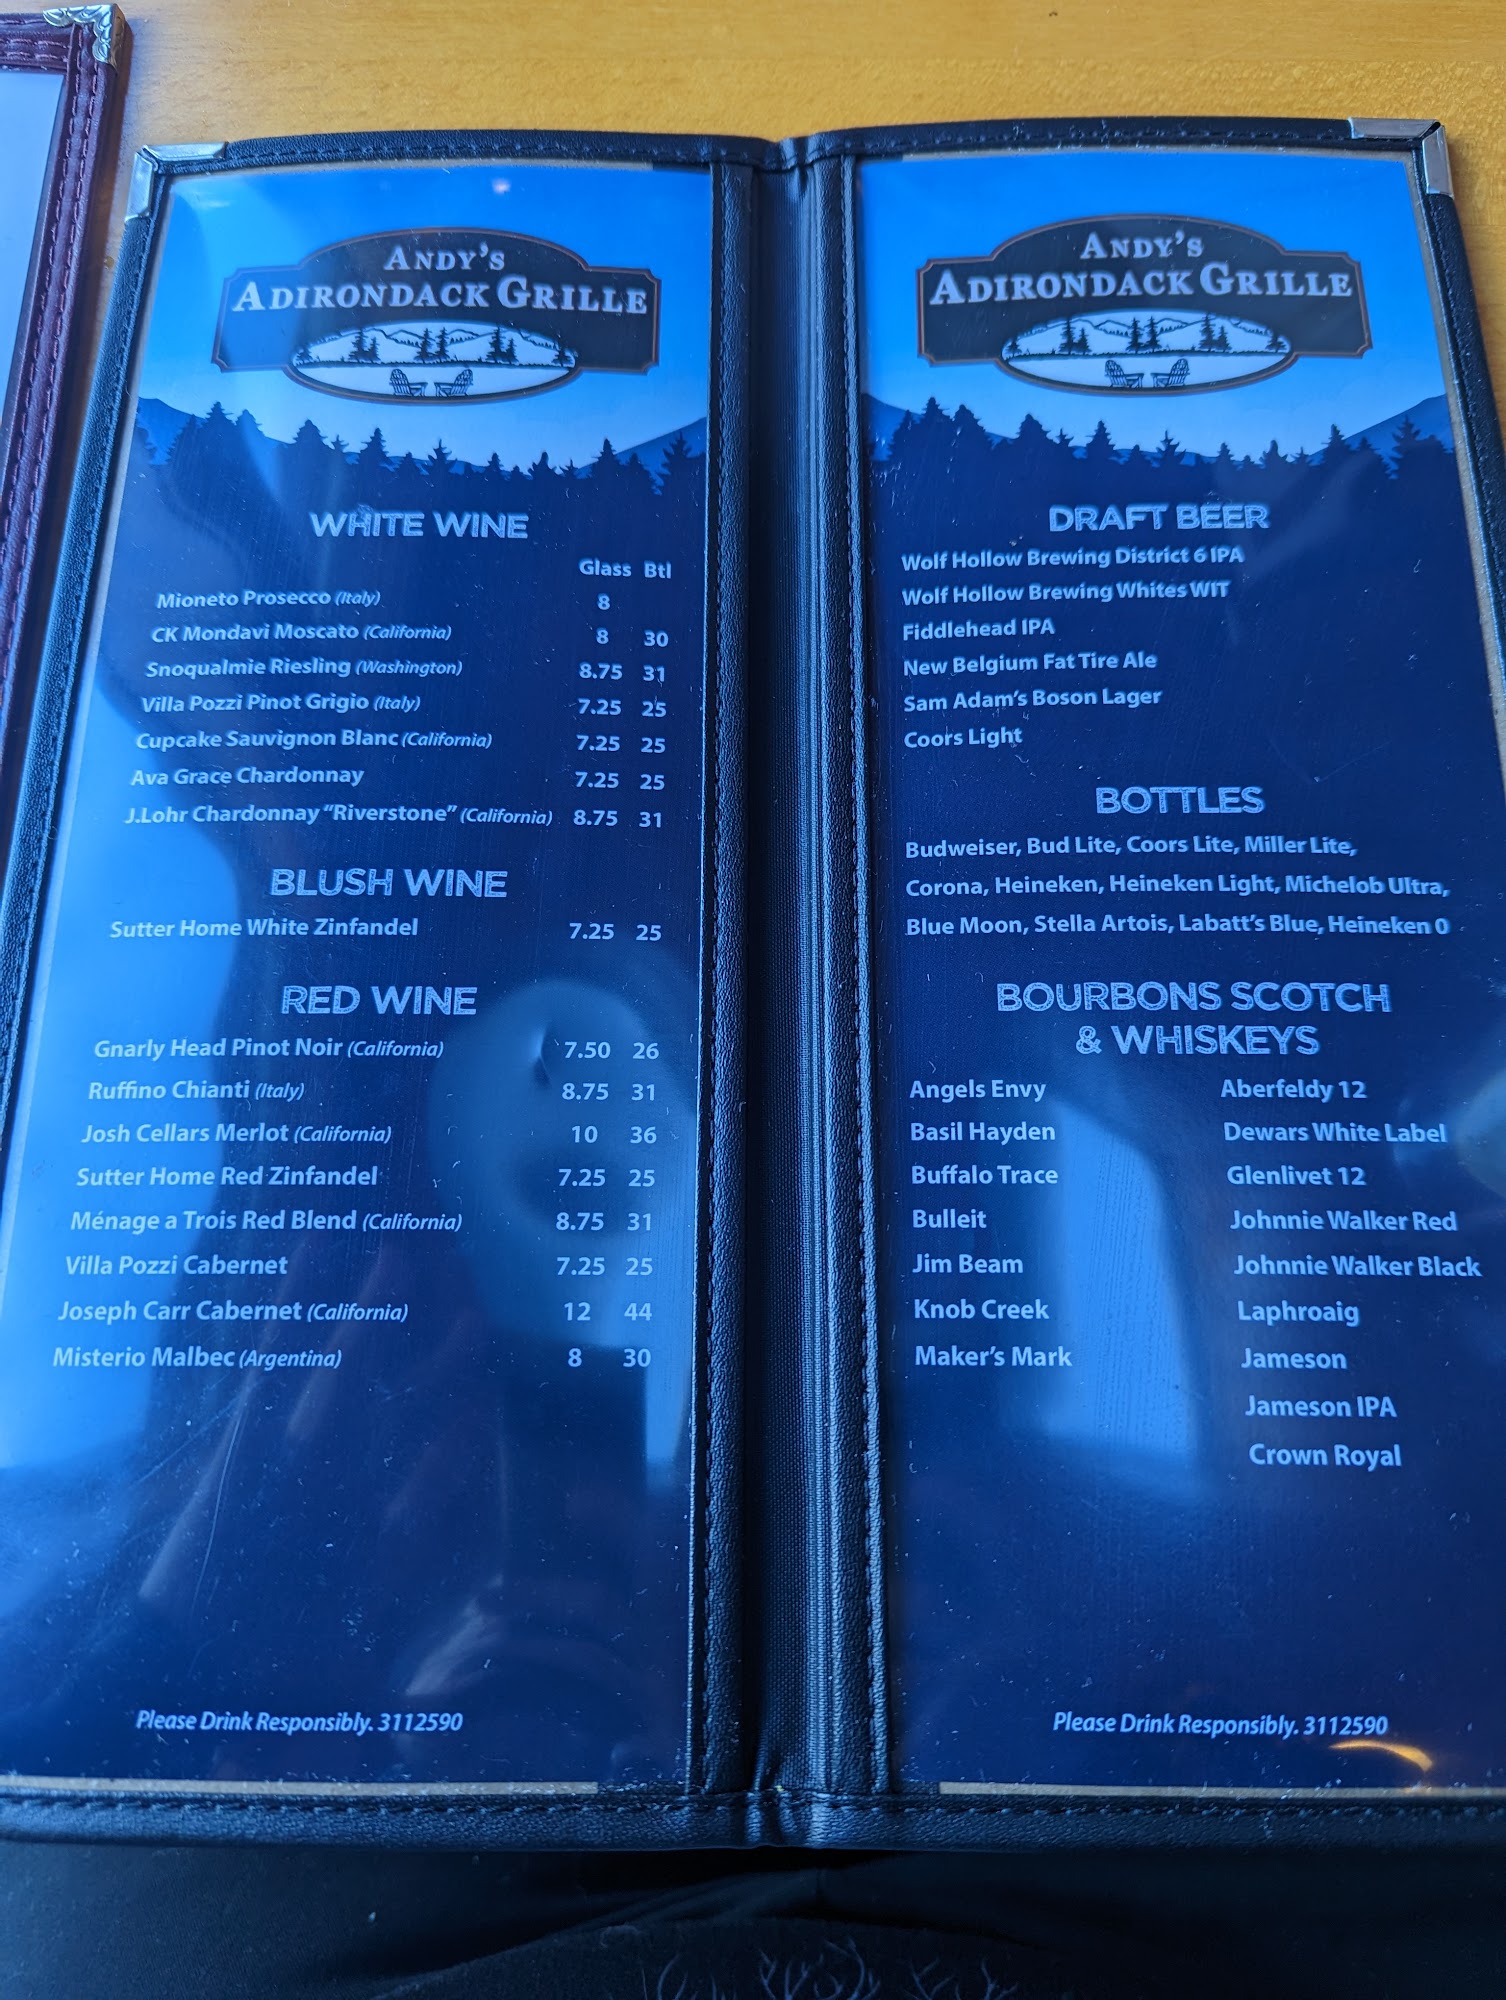 ANDY'S
ADIRONDACK GRILLE
WHITE WINE
Glass Btl
Mioneto Prosecco (Italy) 8
CK Mondavi Moscato (California) 8 30
Snoqualmie Riesling (Washington) 8.75 31
Villa Pozzi Pinot Grigio (Italy) 7.25 25
Cupcake Sauvignon Blanc (California) 7.25 25
Ava Grace Chardonnay 7.25 25
J.Lohr Chardonnay "Riverstone" (California) 8.75 31
BLUSH WINE
Sutter Home White Zinfandel 7.25 25
RED WINE
Gnarly Head Pinot Noir (California) 7.50 26
Ruffino Chianti (Italy) 8.75 31
Josh Cellars Merlot (California) 10 36
Sutter Home Red Zinfandel 7.25 25
Ménage a Trois Red Blend (California) 8.75 31
Villa Pozzi Cabernet 7.25 25
Joseph Carr Cabernet (California) 12 44
Misterio Malbec (Argentina) 8 30
Please Drink Responsibly. 3112590
ANDY'S
ADIRONDACK GRILLE
DRAFT BEER
Wolf Hollow Brewing District 6 IPA
Wolf Hollow Brewing Whites WIT
Fiddlehead IPA
New Belgium Fat Tire Ale
Sam Adam's Boson Lager
Coors Light
BOTTLES
Budweiser, Bud Lite, Coors Lite, Miller Lite,
Corona, Heineken, Heineken Light, Michelob Ultra,
Blue Moon, Stella Artois, Labatt's Blue, Heineken 0
BOURBONS SCOTCH
& WHISKEYS
Angels Envy
Basil Hayden
Buffalo Trace
Bulleit
Jim Beam
Knob Creek
Maker's Mark
Aberfeldy 12
Dewars White Label
Glenlivet 12
Johnnie Walker Red
Johnnie Walker Black
Laphroaig
Jameson
Jameson IPA
Crown Royal
Please Drink Responsibly. 3112590